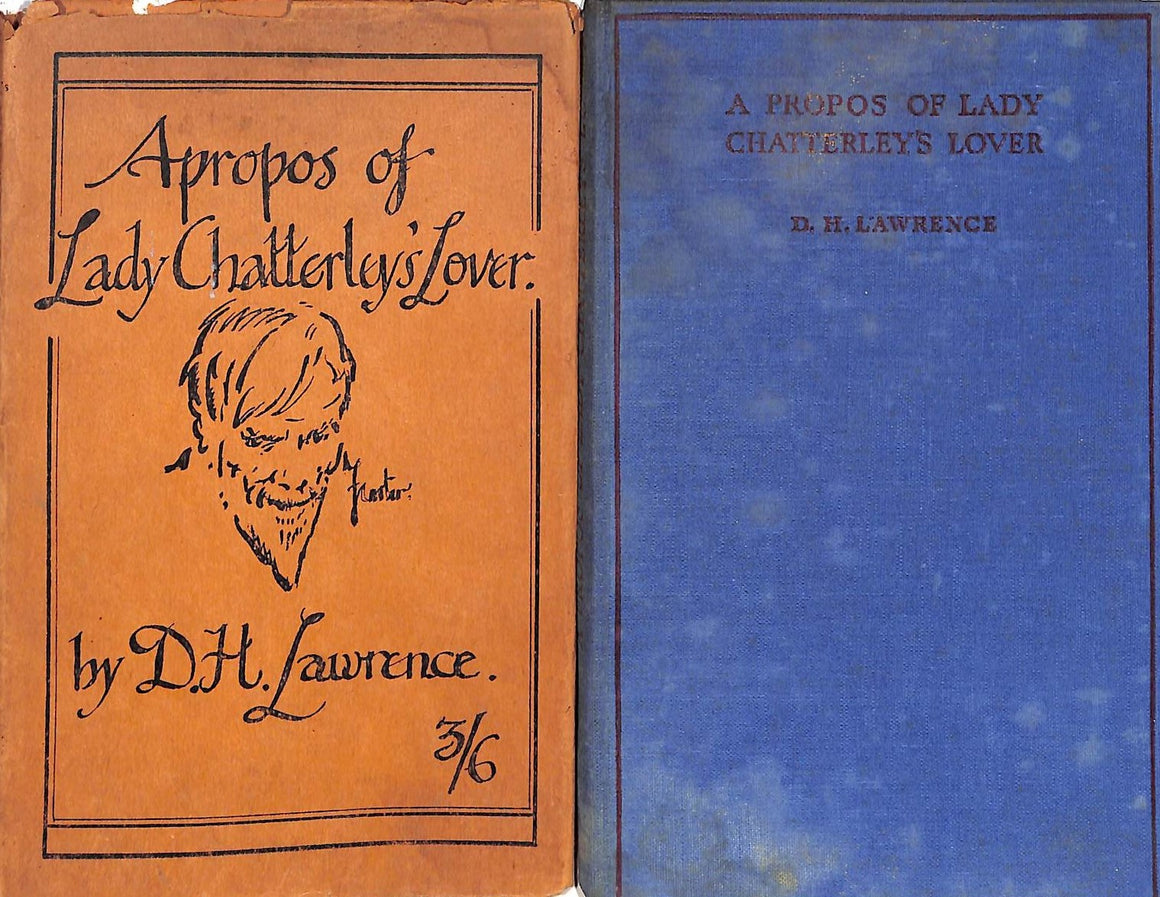 Apropos of
Lady Chatterley's Lover.
by D.H. Lawrence.
3/6
A PROPOS OF LADY
CHATTERLEY'S LOVER
D. H. LAWRENCE